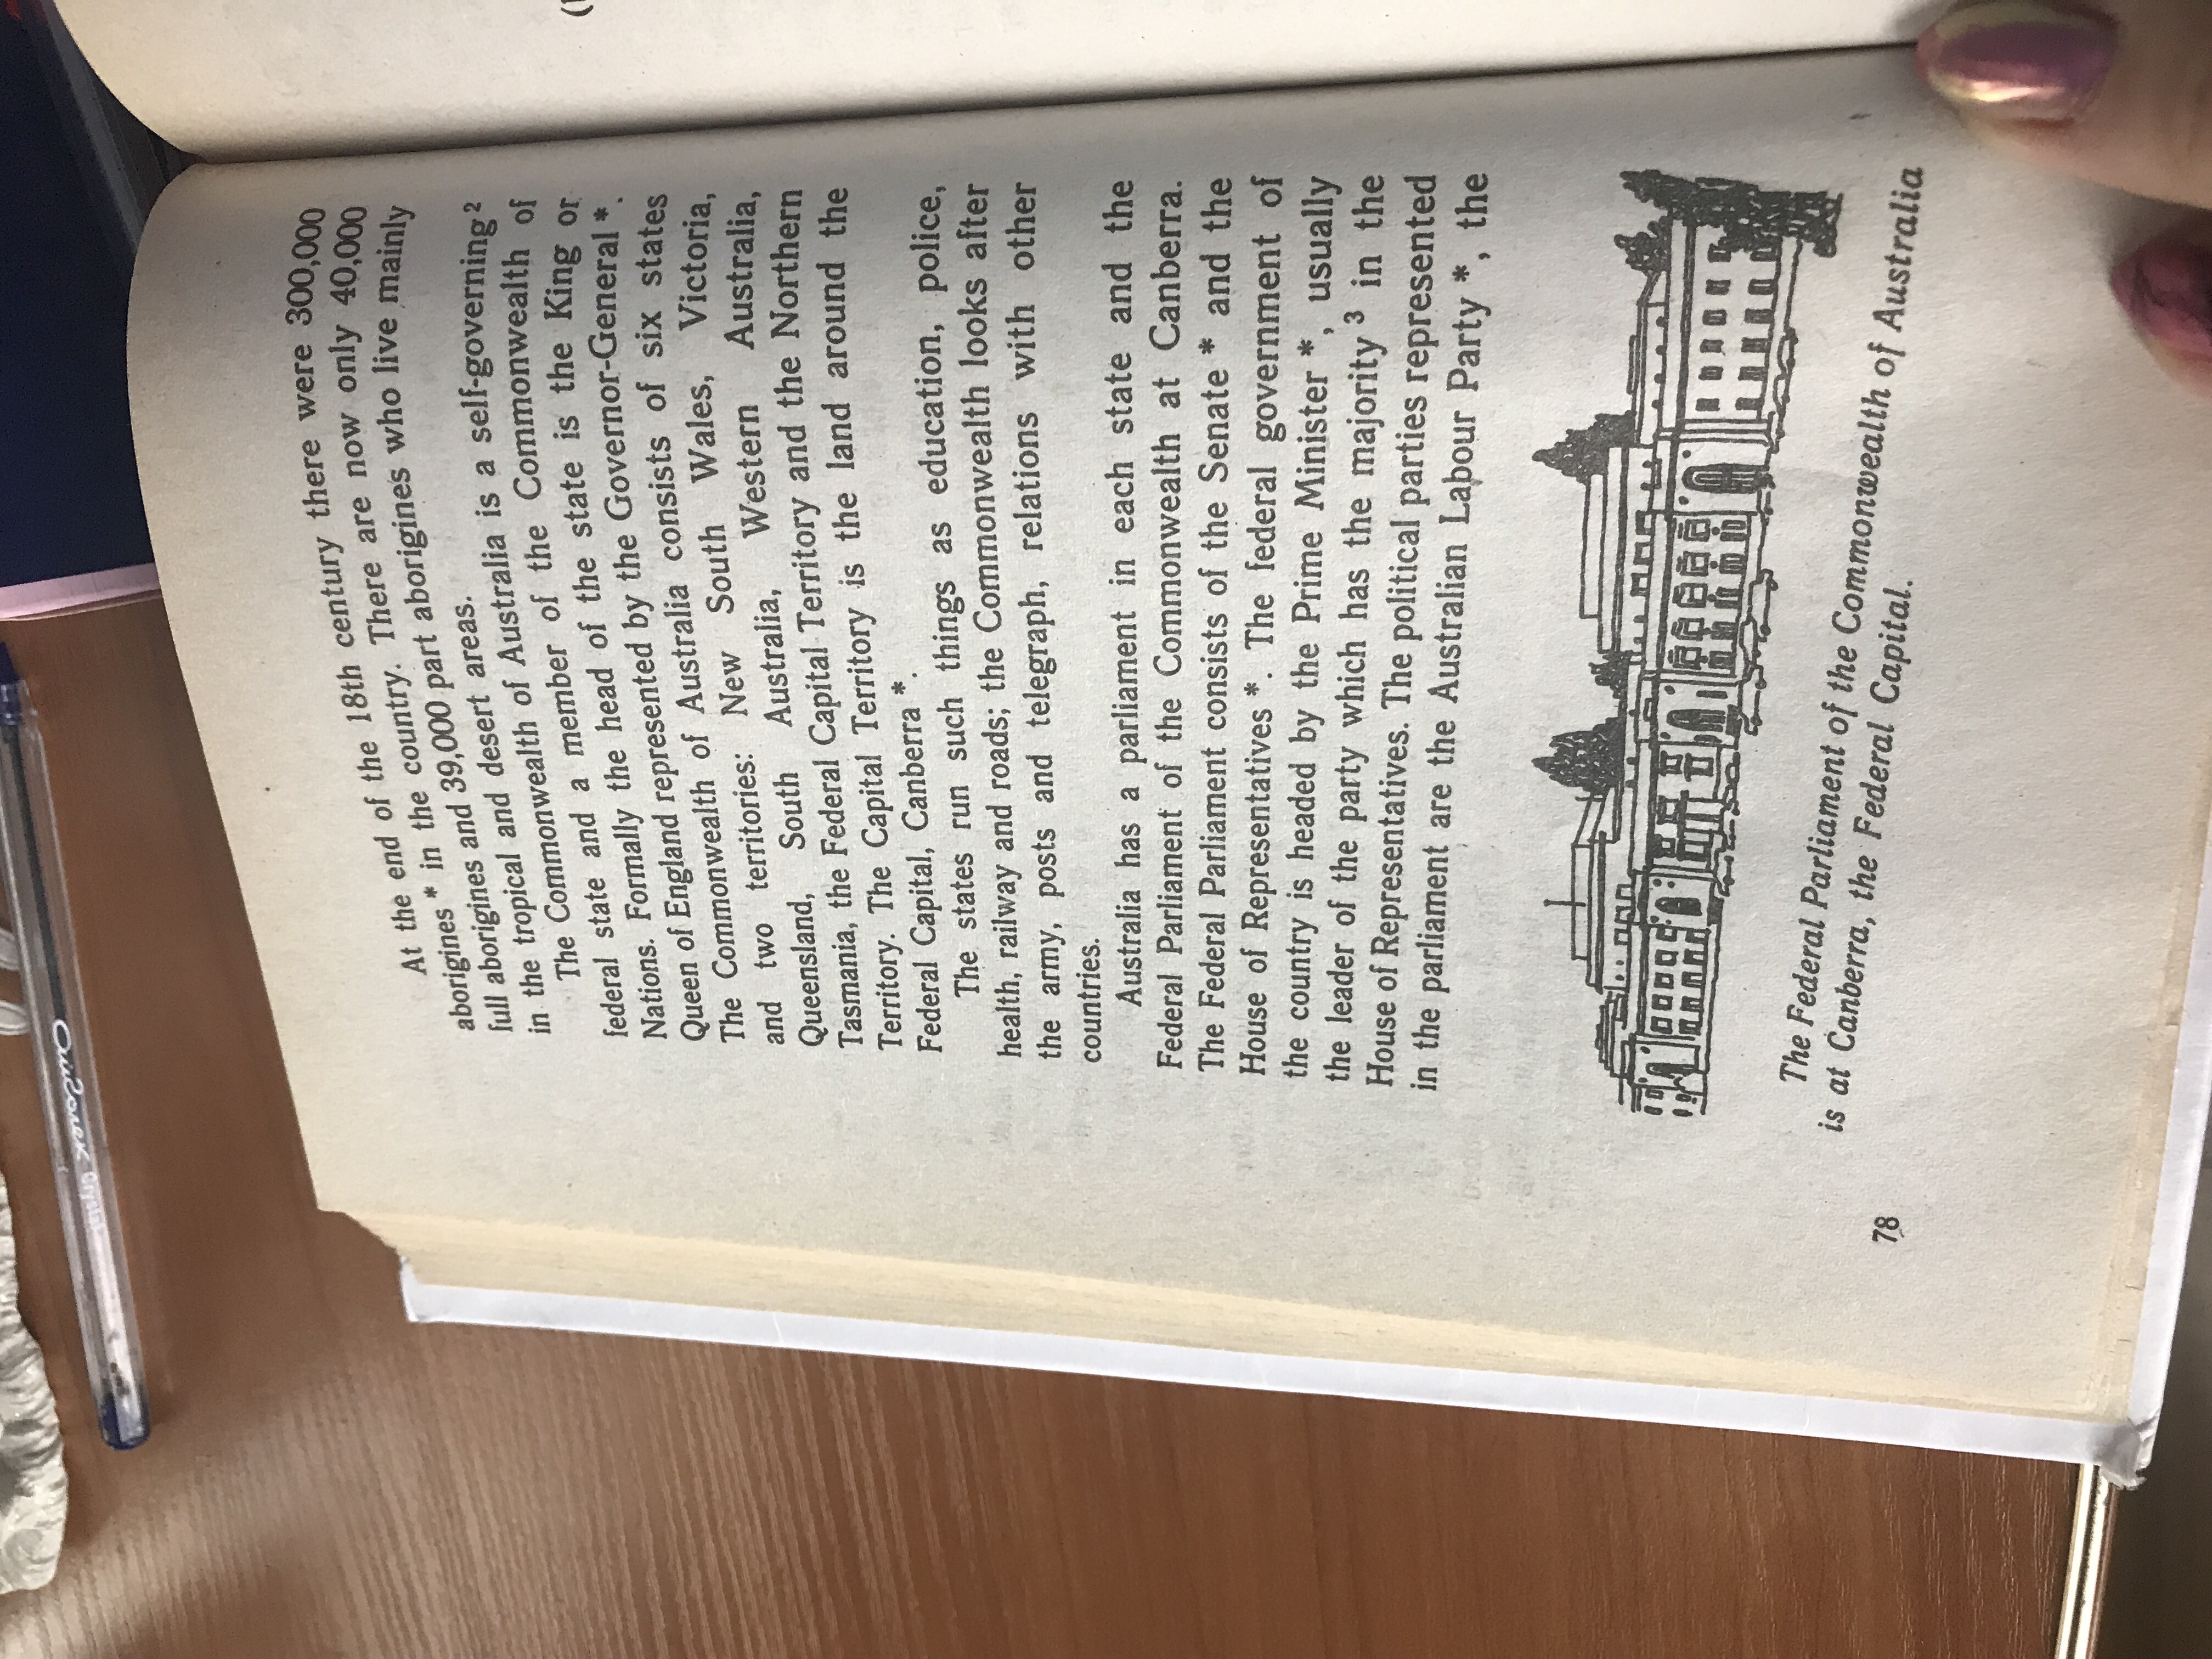 At the end of the 18th century there were 300,000
aborigines * in the country. There are now only 40,000
full aborigines and 39,000 part aborigines who live mainly
in the tropical and desert areas.
The Commonwealth of Australia is a self-governing 2
federal state and a member of the Commonwealth of
Nations. Formally the head of the state is the King or
Queen of England represented by the Governor-General *.
The Commonwealth of Australia consists of six states
and two territories: New South Wales, Victoria,
Queensland, South Australia, Western Australia,
Tasmania, the Federal Capital Territory and the Northern
Territory. The Capital Territory is the land around the
Federal Capital, Canberra *.
The states run such things as education, police,
health, railway and roads; the Commonwealth looks after
the army, posts and telegraph, relations with other
countries.
Australia has a parliament in each state and the
Federal Parliament of the Commonwealth at Canberra.
The Federal Parliament consists of the Senate * and the
House of Representatives *. The federal government of
the country is headed by the Prime Minister *, usually
the leader of the party which has the majority 3 in the
House of Representatives. The political parties represented
in the parliament are the Australian Labour Party *, the
The Federal Parliament of the Commonwealth of Australia
is at Canberra, the Federal Capital.
78